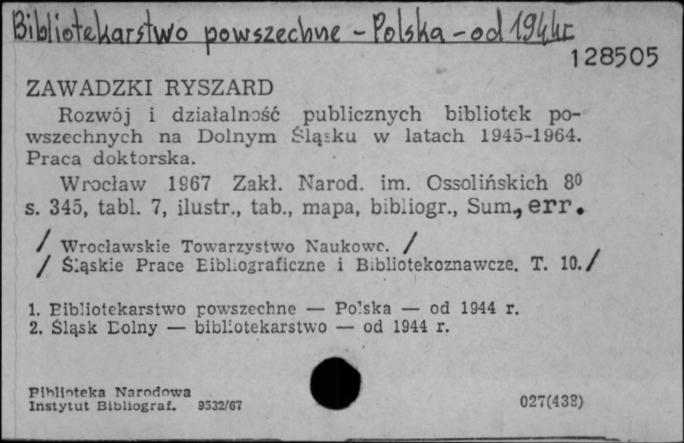 Bibliotekarstwo powszechne - Polska - od 1944r
128505
ZAWADZKI RYSZARD
Rozwój i działalność publicznych bibliotek po-
wszechnych na Dolnym Śląsku w latach 1945-1964.
Praca doktorska.
Wrocław 1967 Zakł. Narod. im. Ossolińskich 8⁰
s. 345, tabl. 7, ilustr., tab., mapa, bibliogr., Sum., err.
/ Wrocławskie Towarzystwo Naukowe. /
/ Śląskie Prace Bibliograficzne i Bibliotekoznawcze. T. 10. /
1. Bibliotekarstwo powszechne — Polska — od 1944 r.
2. Śląsk Dolny — bibliotekarstwo — od 1944 r.
Biblioteka Narodowa
Instytut Bibliograf. 9532/67
027(438)